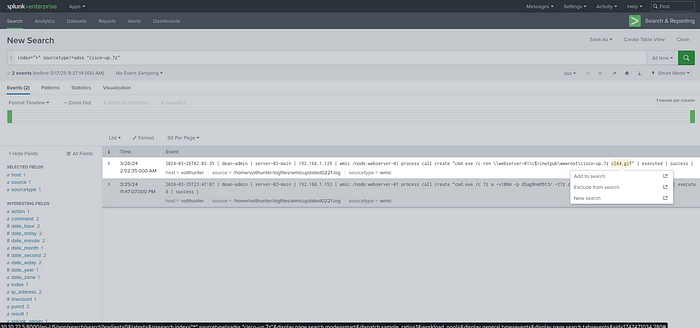 splunk>enterprise Apps ▾
Messages ▾ Settings ▾ Activity ▾ Help ▾ Find
Search Analytics Datasets Reports Alerts Dashboards
Search & Reporting
New Search
Save As ▾ Create Table View Close
1 index="*" sourcetype!=adss "cisco-up.7z"
All time ▾
✓ 2 events (before 5/17/25 8:37:14.000 AM) No Event Sampling ▾
Job ▾ Smart Mode ▾
Events (2) Patterns Statistics Visualization
Format Timeline ▾ — Zoom Out + Zoom to Selection × Deselect
1 minute per column
List ▾ Format 50 Per Page ▾
< Hide Fields All Fields
i Time Event
SELECTED FIELDS
a host 1
a source 1
a sourcetype 1
INTERESTING FIELDS
a action 1
a command 2
# date_hour 2
# date_mday 2
# date_minute 2
a date_month 1
# date_second 2
a date_wday 2
# date_year 1
a date_zone 1
a index 1
a ip_address 2
# linecount 1
a punct 2
a result 1
a splunk_server 1
3/26/24
2:02:35.000 AM
2024-03-26T02:02:35 | dean-admin | server-02-main | 192.168.1.129 | wmic /node:webserver-01 process call create "cmd.exe /c ren \\webserver-01\c$\inetpub\wwwroot\cisco-up.7z cl64.gif" | executed | success |
host = volthunter source = /home/volthunter/logfiles/wmicupdated0221.log sourcetype = wmic
3/25/24
11:47:07.000 PM
| dean-admin | server-02-main | 192.168.1.153 | wmic /node:webserver-01 process call create "cmd.exe /c 7z a -v100m -p
d | success |
host = volthunter source = /home/volthunter/logfiles/wmicupdated0221.log sourcetype = wmic
Add to search
Exclude from search
New search